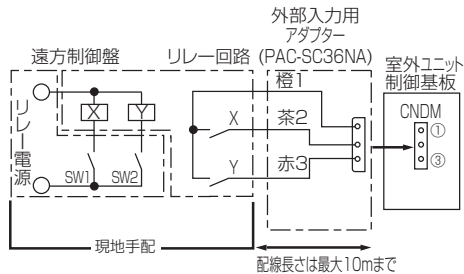 外部入力用
アダプター
遠方制御盤 リレー回路 (PAC-SC36NA)
室外ユニット
制御基板
橙1
リレー電源
X Y
X 茶2
CNDM
①
Y 赤3
③
SW1 SW2
現地手配
配線長さは最大10mまで